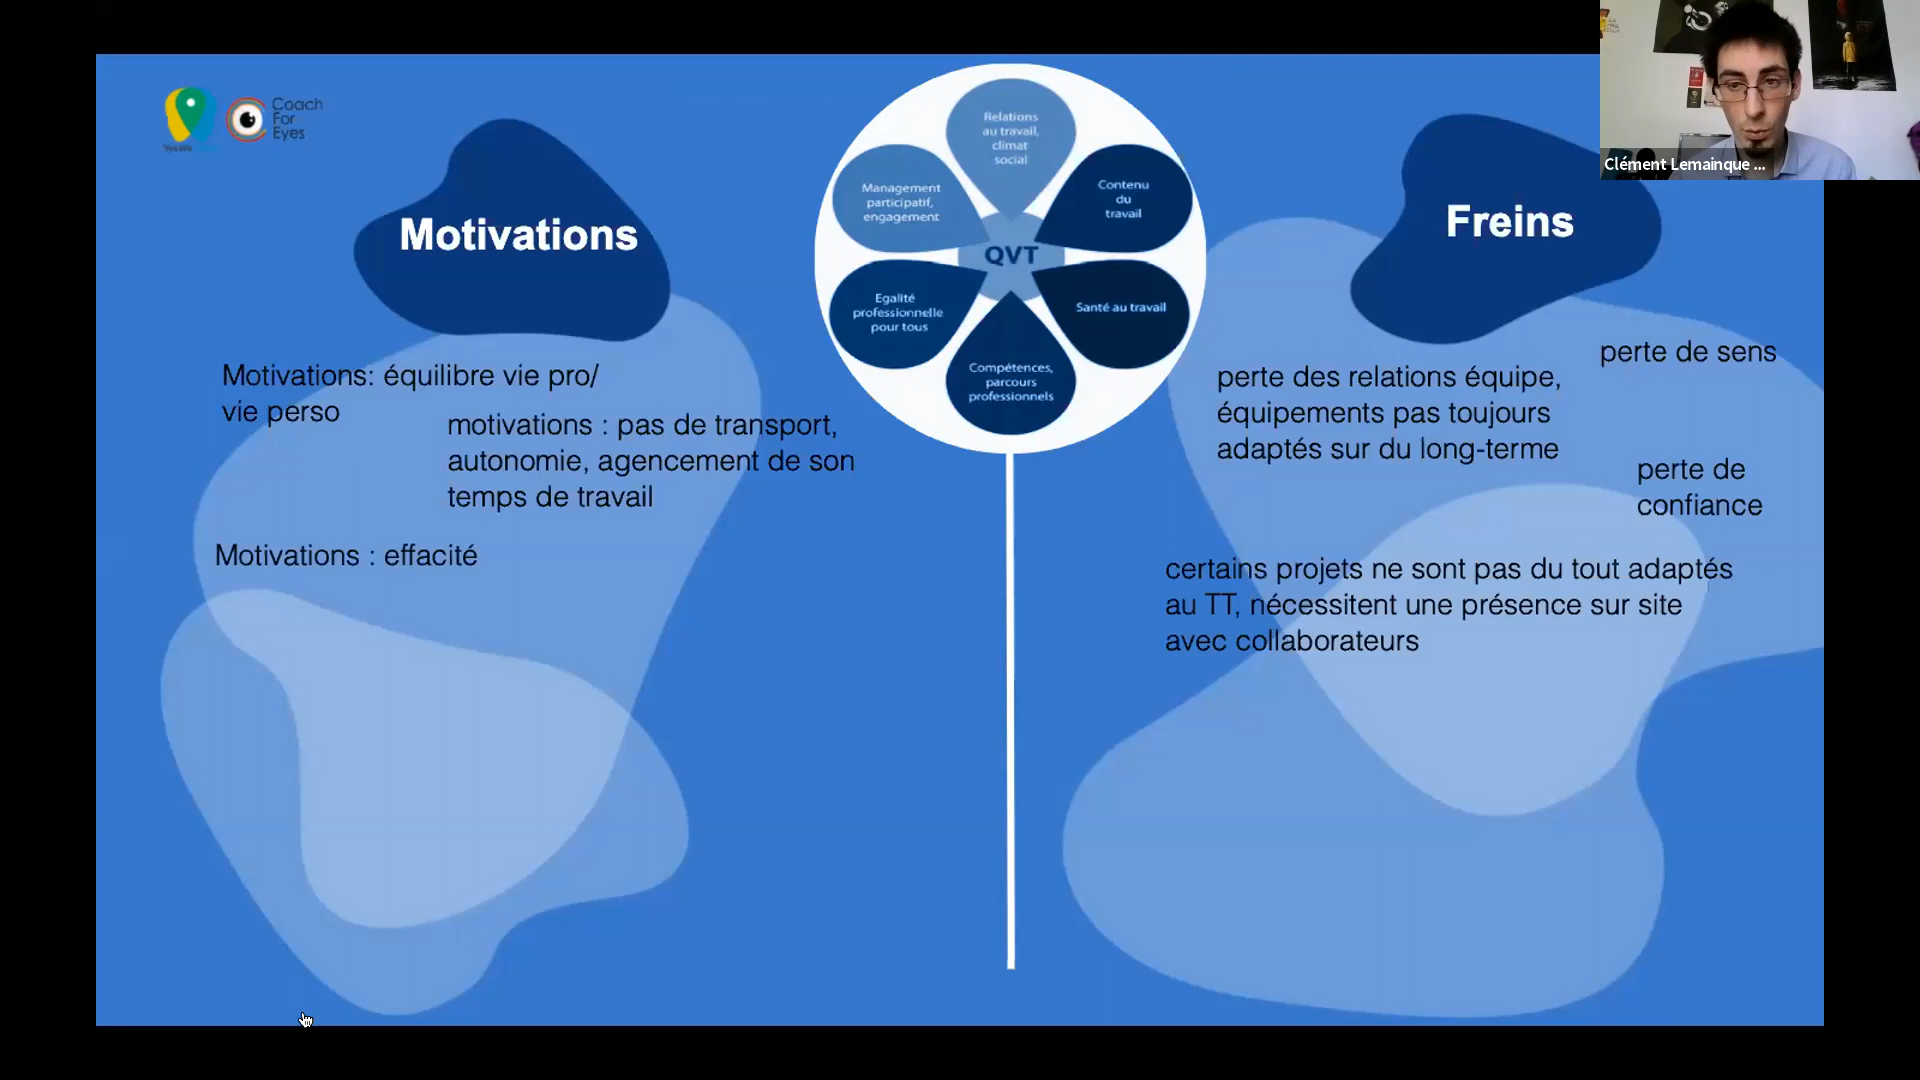 Coach
For
Eyes
Clément Lemainque ...
Relations
au travail,
climat
social
Management
participatif,
engagement
Contenu
du
travail
QVT
Egalité
professionnelle
pour tous
Santé au travail
Compétences,
parcours
professionnels
Motivations
Motivations: équilibre vie pro/
vie perso
motivations : pas de transport,
autonomie, agencement de son
temps de travail
Motivations : effacité
Freins
perte de sens
perte des relations équipe,
équipements pas toujours
adaptés sur du long-terme
perte de
confiance
certains projets ne sont pas du tout adaptés
au TT, nécessitent une présence sur site
avec collaborateurs